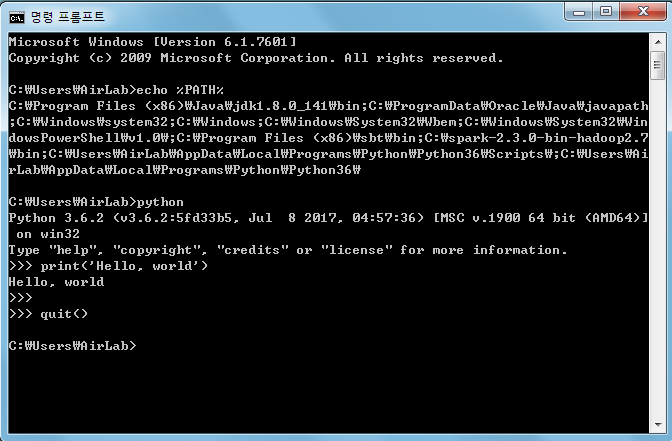 명령 프롬프트
Microsoft Windows [Version 6.1.7601]
Copyright (c) 2009 Microsoft Corporation. All rights reserved.
C:₩Users₩AirLab>echo %PATH%
C:₩Program Files (x86)₩Java₩jdk1.8.0_141₩bin;C:₩ProgramData₩Oracle₩Java₩javapath
;C:₩Windows₩system32;C:₩Windows;C:₩Windows₩System32₩Wbem;C:₩Windows₩System32₩Win
dowsPowerShell₩v1.0₩;C:₩Program Files (x86)₩sbt₩bin;C:₩spark-2.3.0-bin-hadoop2.7
₩bin;C:₩Users₩AirLab₩AppData₩Local₩Programs₩Python₩Python36₩Scripts₩;C:₩Users₩Ai
rLab₩AppData₩Local₩Programs₩Python₩Python36₩
C:₩Users₩AirLab>python
Python 3.6.2 (v3.6.2:5fd33b5, Jul  8 2017, 04:57:36) [MSC v.1900 64 bit (AMD64)]
 on win32
Type "help", "copyright", "credits" or "license" for more information.
>>> print('Hello, world')
Hello, world
>>>
>>> quit()
C:₩Users₩AirLab>